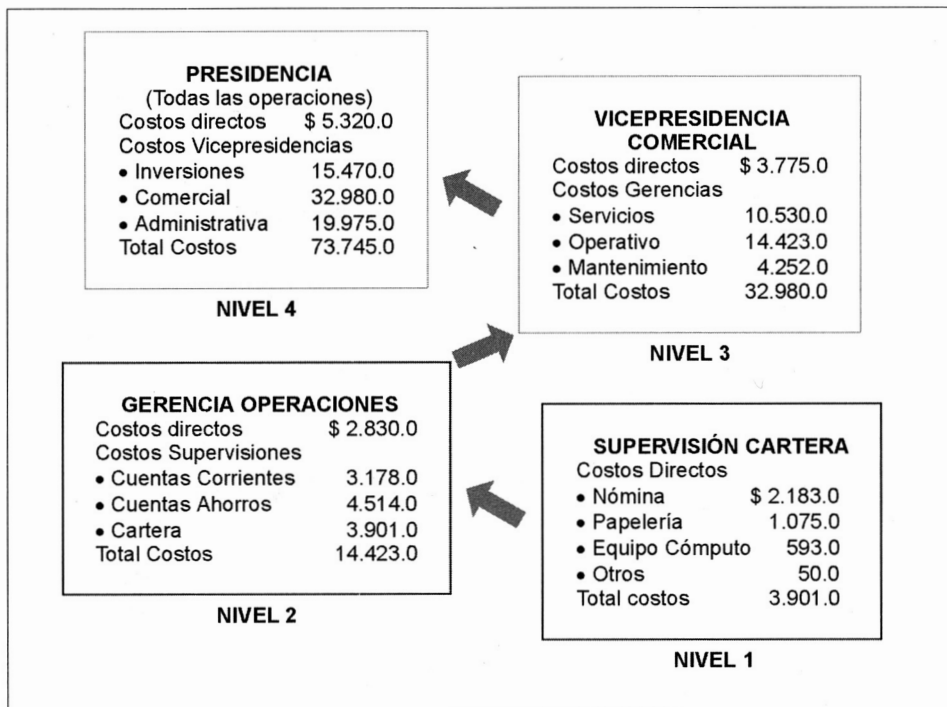 PRESIDENCIA
(Todas las operaciones)
Costos directos $ 5.320.0
Costos Vicepresidencias
• Inversiones 15.470.0
• Comercial 32.980.0
• Administrativa 19.975.0
Total Costos 73.745.0
NIVEL 4
VICEPRESIDENCIA
COMERCIAL
Costos directos $ 3.775.0
Costos Gerencias
• Servicios 10.530.0
• Operativo 14.423.0
• Mantenimiento 4.252.0
Total Costos 32.980.0
NIVEL 3
GERENCIA OPERACIONES
Costos directos $ 2.830.0
Costos Supervisiones
• Cuentas Corrientes 3.178.0
• Cuentas Ahorros 4.514.0
• Cartera 3.901.0
Total Costos 14.423.0
NIVEL 2
SUPERVISIÓN CARTERA
Costos Directos
• Nómina $ 2.183.0
• Papelería 1.075.0
• Equipo Cómputo 593.0
• Otros 50.0
Total costos 3.901.0
NIVEL 1